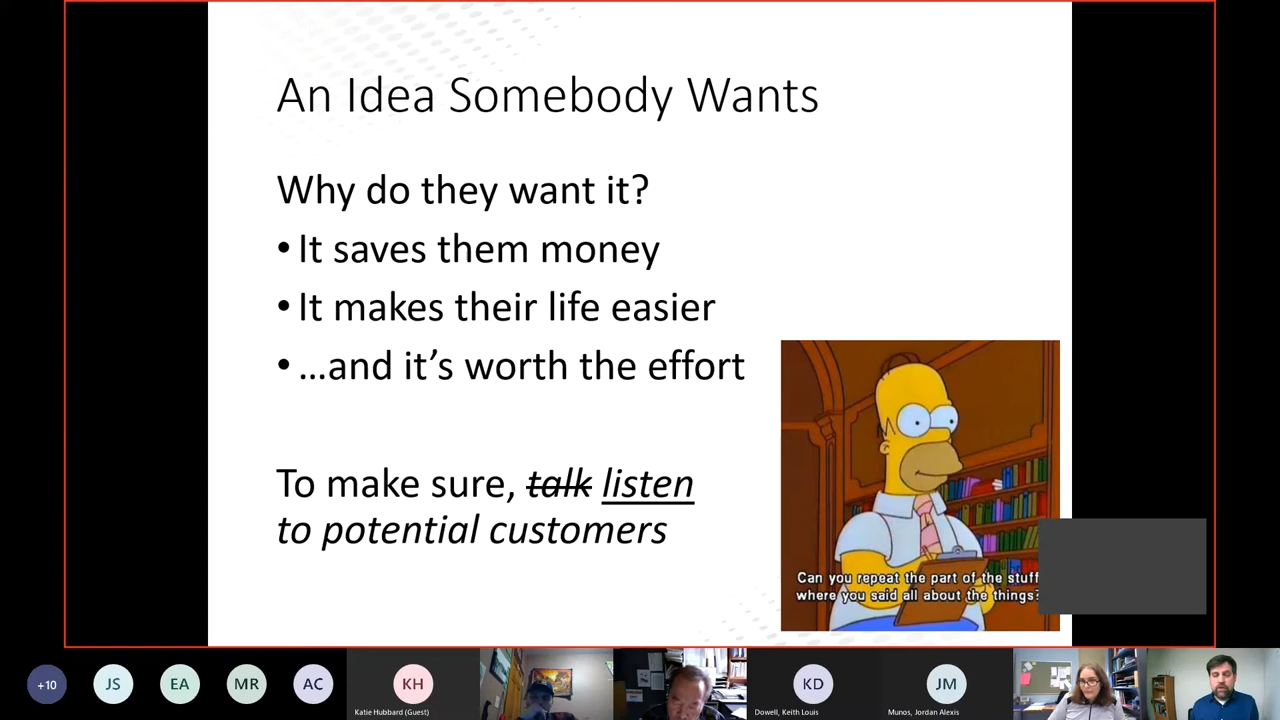 An Idea Somebody Wants
Why do they want it?
• It saves them money
• It makes their life easier
• …and it’s worth the effort
To make sure, talk listen
to potential customers
Can you repeat the part of the stuff
where you said all about the things?
+10
JS
EA
MR
AC
KH
KD
JM
Katie Hubbard (Guest)
Dowell, Keith Louis
Munos, Jordan Alexis